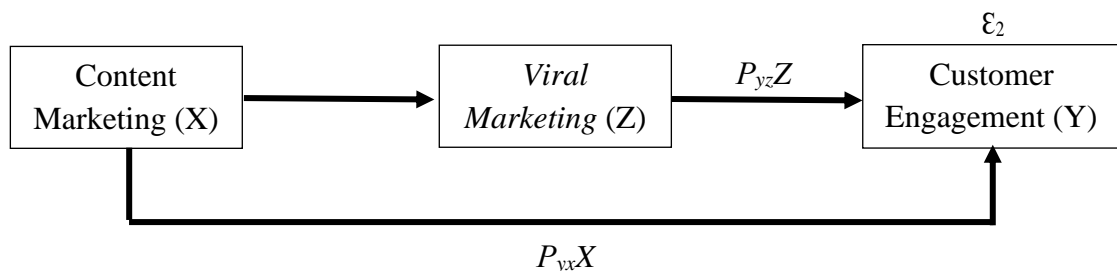 Ɛ2
Content
Marketing (X)
Viral
Marketing (Z)
PyzZ
Customer
Engagement (Y)
PyxX